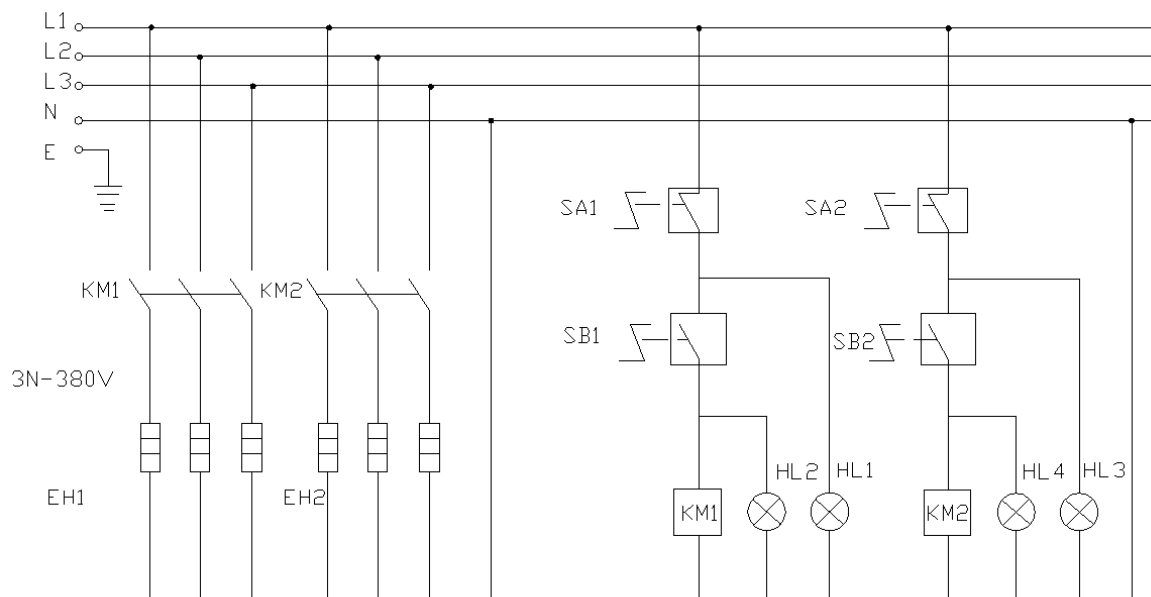 L1
L2
L3
N
E
SA1
SA2
KM1
KM2
SB1
SB2
3N-380V
HL2
HL1
HL4
HL3
EH1
EH2
KM1
KM2